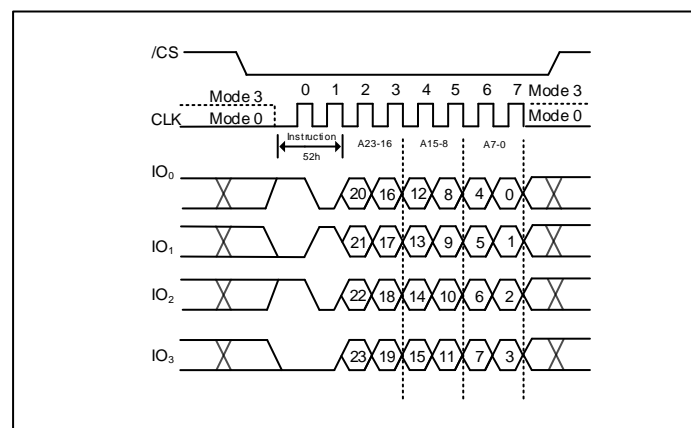 /CS
0 1 2 3 4 5 6 7
Mode 3 Mode 3
CLK Mode 0 Mode 0
Instruction A23-16 A15-8 A7-0
52h
IO₀ 20 16 12 8 4 0
IO₁ 21 17 13 9 5 1
IO₂ 22 18 14 10 6 2
IO₃ 23 19 15 11 7 3